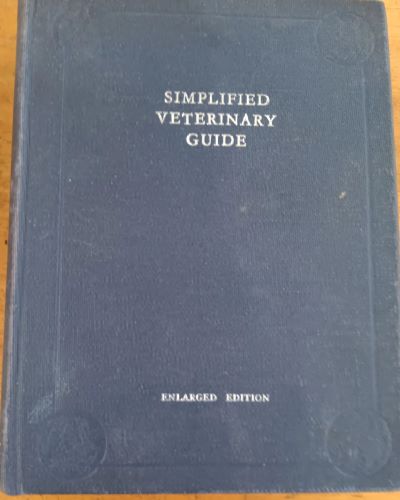 SIMPLIFIED
VETERINARY
GUIDE
ENLARGED EDITION